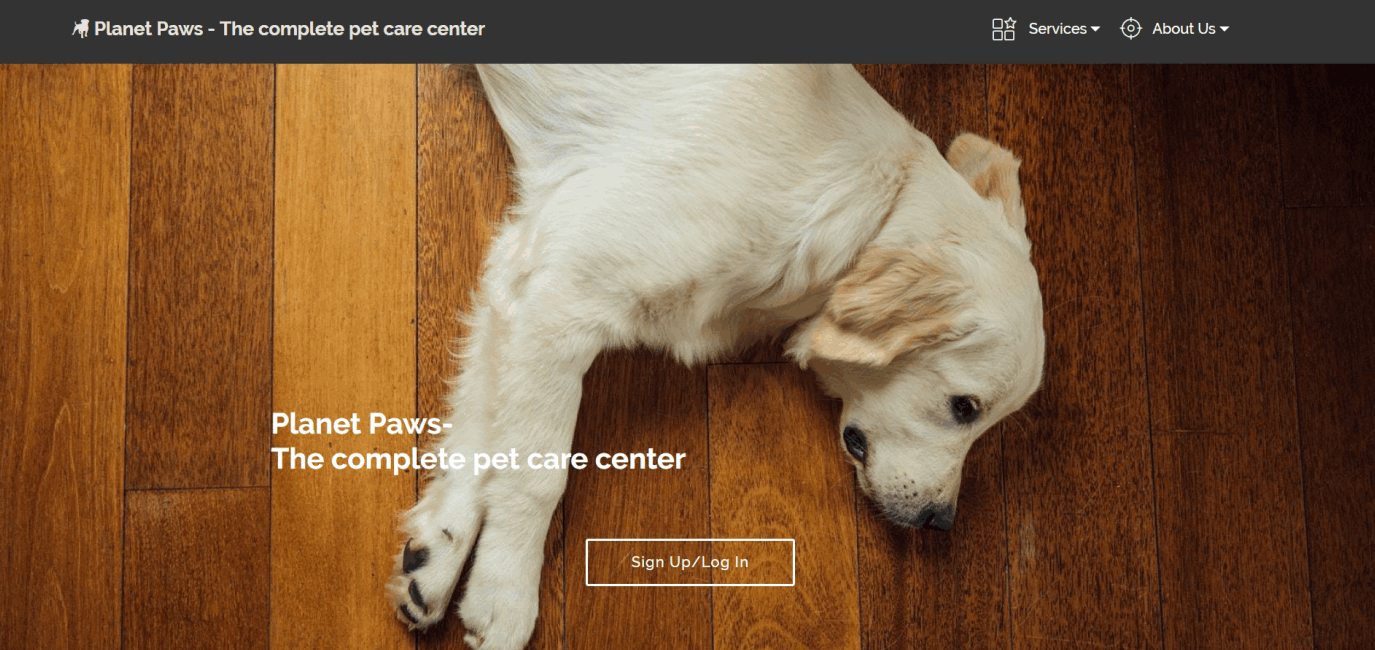 Planet Paws - The complete pet care center
Services
About Us
Planet Paws-
The complete pet care center
Sign Up/Log In